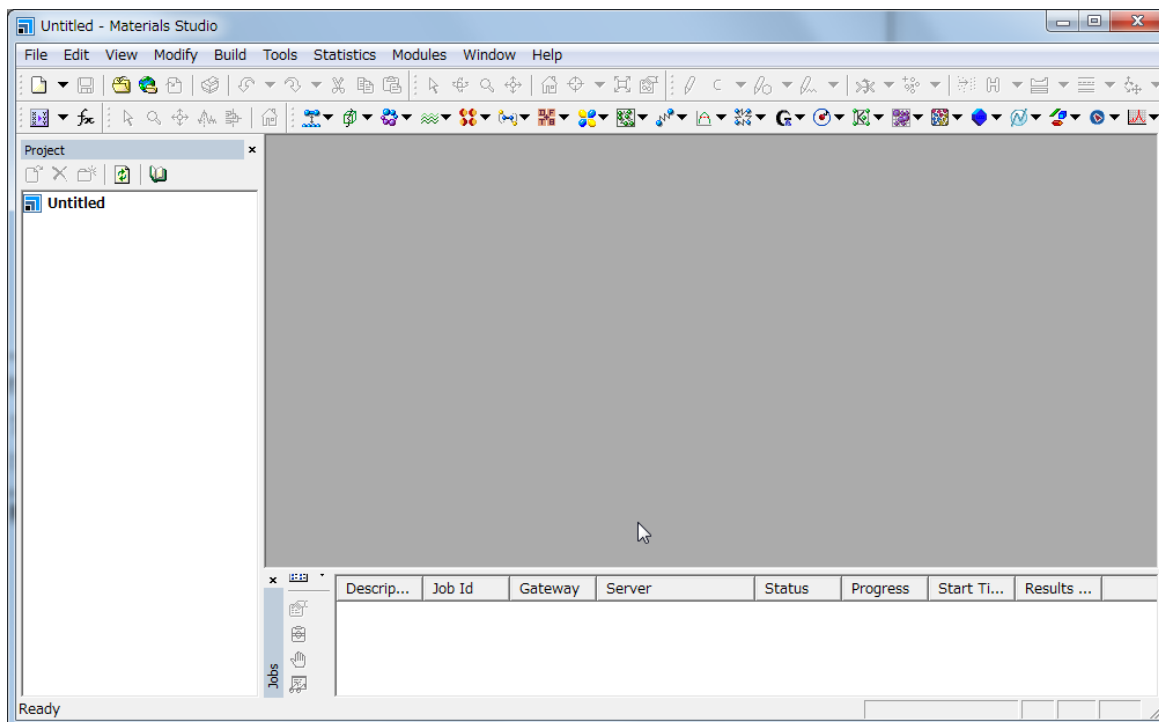 Untitled - Materials Studio
File Edit View Modify Build Tools Statistics Modules Window Help
Project
Untitled
Descrip... Job Id Gateway Server Status Progress Start Ti... Results ...
Jobs
Ready